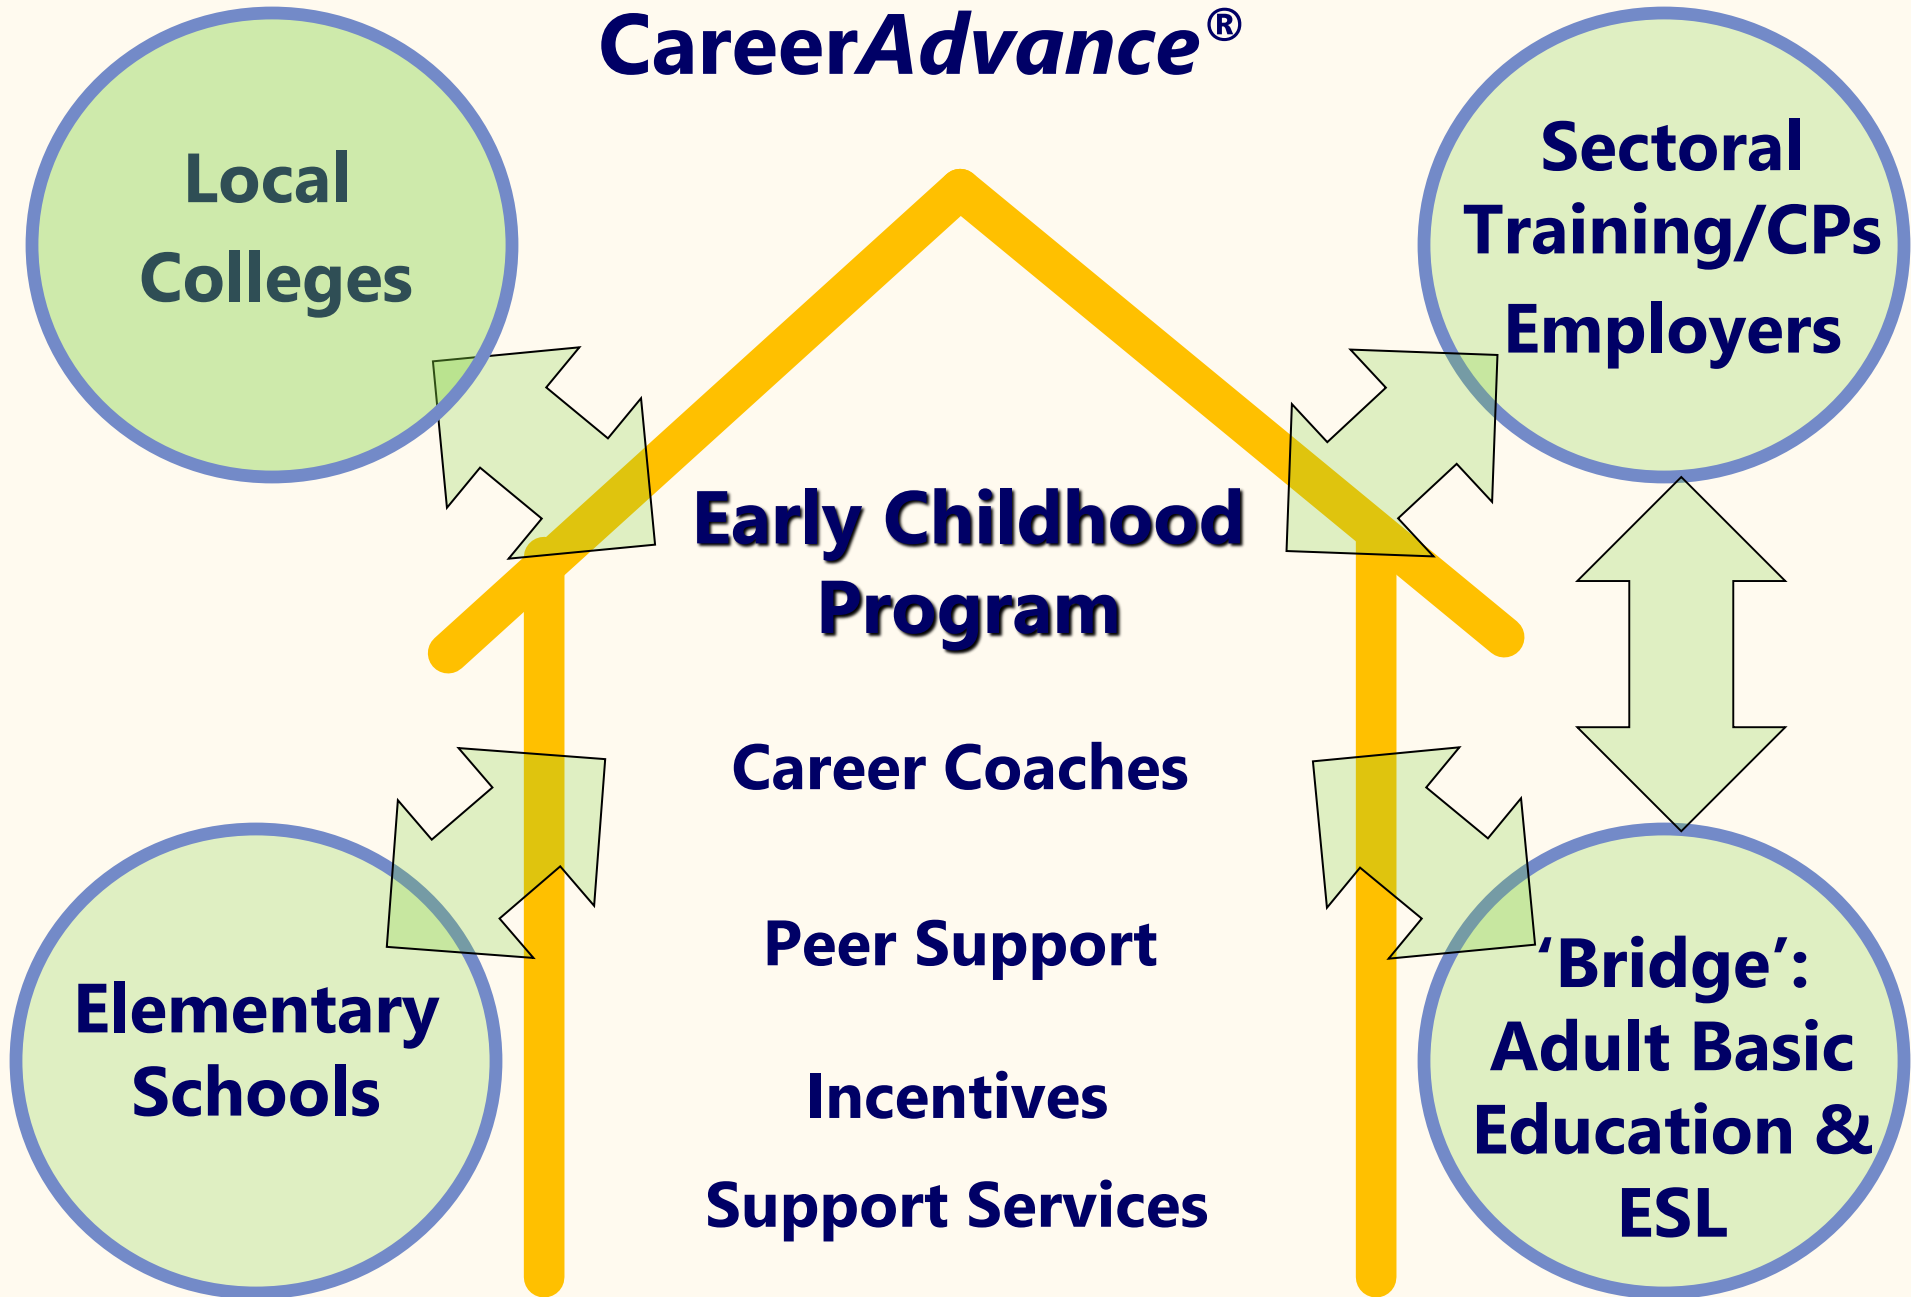 CareerAdvance®
Local
Colleges
Sectoral
Training/CPs
Employers
Early Childhood
Program
Career Coaches
Peer Support
Incentives
Support Services
Elementary
Schools
‘Bridge’:
Adult Basic
Education &
ESL